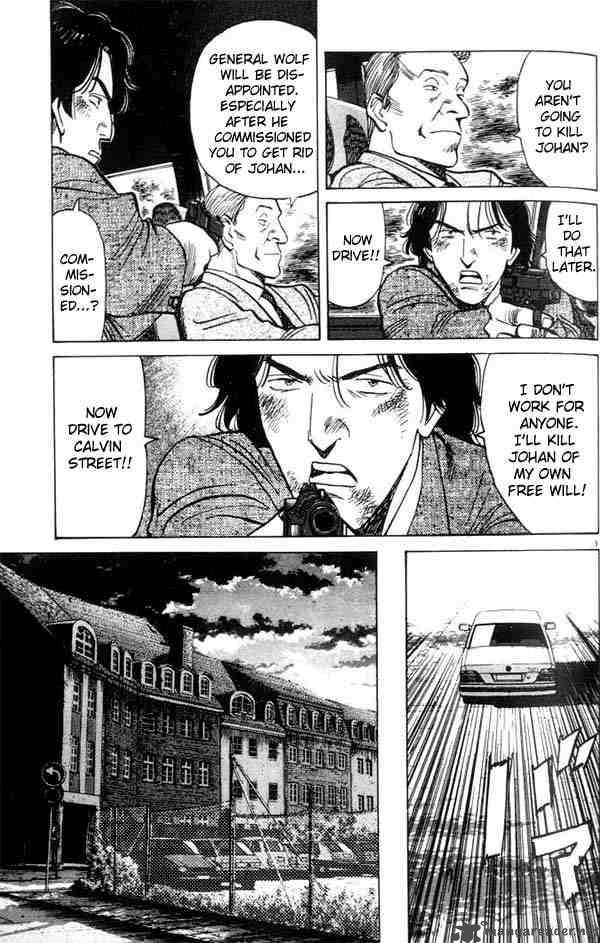 YOU
AREN'T
GOING
TO KILL
JOHAN?
I'LL
DO
THAT
LATER.
NOW
DRIVE!!
GENERAL WOLF
WILL BE DIS-
APPOINTED.
ESPECIALLY
AFTER HE
COMMISSIONED
YOU TO GET RID
OF JOHAN...
COM-
MIS-
SION-
ED...?
I DON'T
WORK FOR
ANYONE.
I'LL KILL
JOHAN OF
MY OWN
FREE WILL!
NOW
DRIVE TO
CALVIN
STREET!!
mangareader.net